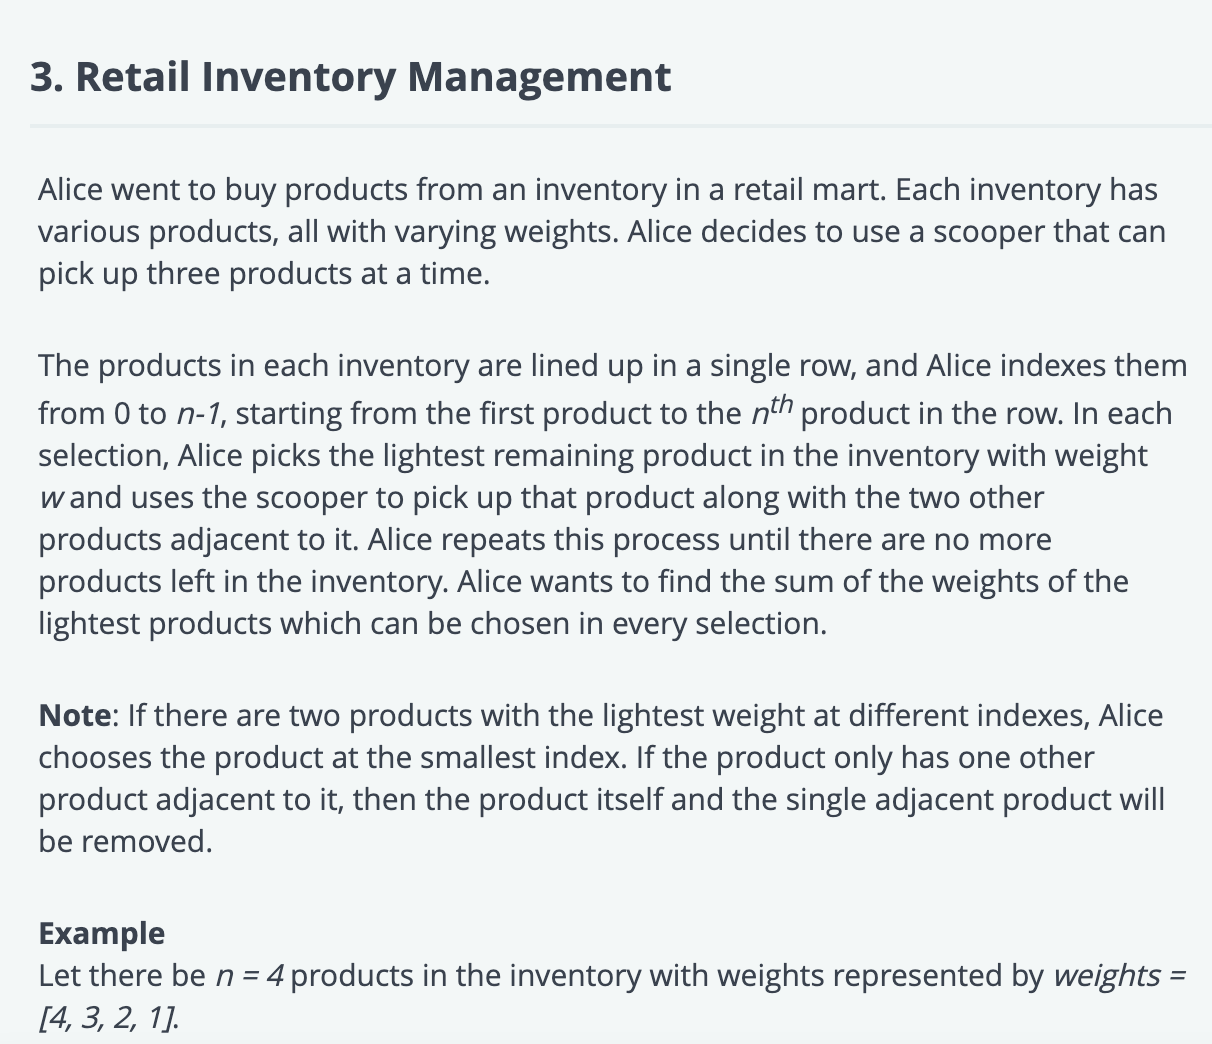 3. Retail Inventory Management
Alice went to buy products from an inventory in a retail mart. Each inventory has
various products, all with varying weights. Alice decides to use a scooper that can
pick up three products at a time.
The products in each inventory are lined up in a single row, and Alice indexes them
from 0 to n-1, starting from the first product to the nth product in the row. In each
selection, Alice picks the lightest remaining product in the inventory with weight
w and uses the scooper to pick up that product along with the two other
products adjacent to it. Alice repeats this process until there are no more
products left in the inventory. Alice wants to find the sum of the weights of the
lightest products which can be chosen in every selection.
Note: If there are two products with the lightest weight at different indexes, Alice
chooses the product at the smallest index. If the product only has one other
product adjacent to it, then the product itself and the single adjacent product will
be removed.
Example
Let there be n = 4 products in the inventory with weights represented by weights =
[4, 3, 2, 1].